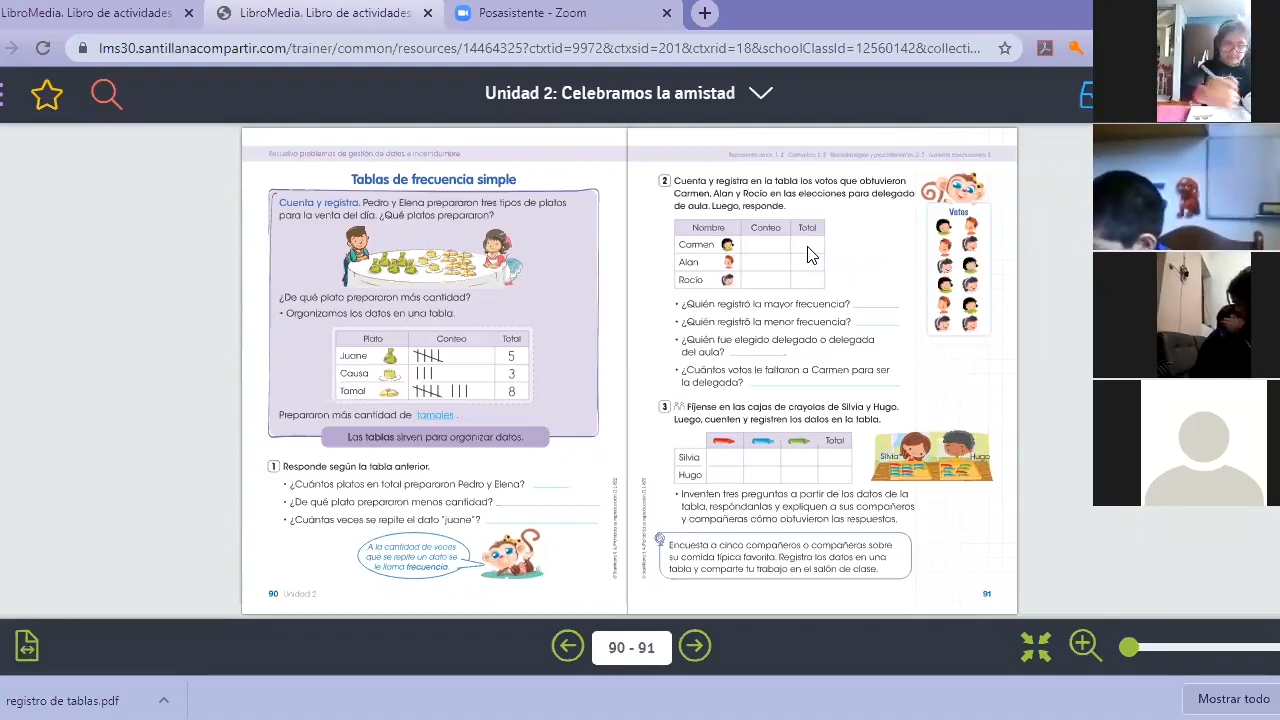 LibroMedia. Libro de actividades
LibroMedia. Libro de actividades
Posasistente - Zoom
lms30.santillanacompartir.com/trainer/common/resources/14464325?ctxtid=9972&ctxsid=201&ctxrid=18&schoolClassId=12560142&collecti...
Unidad 2: Celebramos la amistad
Resuelvo problemas de gestión de datos e incertidumbre
Tablas de frecuencia simple
Cuenta y registra. Pedro y Elena prepararon tres tipos de platos
para la venta del día. ¿Qué platos prepararon?
¿De qué plato prepararon más cantidad?
• Organizamos los datos en una tabla.
Plato Conteo Total
Juane 5
Causa 3
Tamal 8
Prepararon más cantidad de tamales.
Las tablas sirven para organizar datos.
1 Responde según la tabla anterior.
• ¿Cuántos platos en total prepararon Pedro y Elena?
• ¿De qué plato prepararon menos cantidad?
• ¿Cuántas veces se repite el dato "juane"?
A la cantidad de veces
que se repite un dato se
le llama frecuencia.
90 Unidad 2
2 Cuenta y registra en la tabla los votos que obtuvieron
Carmen, Alan y Rocío en las elecciones para delegado
de aula. Luego, responde.
Nombre Conteo Total
Carmen
Alan
Rocío
Votos
• ¿Quién registró la mayor frecuencia?
• ¿Quién registró la menor frecuencia?
• ¿Quién fue elegido delegado o delegada
del aula?
• ¿Cuántos votos le faltaron a Carmen para ser
la delegada?
3 Fíjense en las cajas de crayolas de Silvia y Hugo.
Luego, cuenten y registren los datos en la tabla.
Total
Silvia
Hugo
Silvia Hugo
• Inventen tres preguntas a partir de los datos de la
tabla, respóndanlas y expliquen a sus compañeros
y compañeras cómo obtuvieron las respuestas.
Encuesta a cinco compañeros o compañeras sobre
su comida típica favorita. Registra los datos en una
tabla y comparte tu trabajo en el salón de clase.
91
90 - 91
registro de tablas.pdf
Mostrar todo